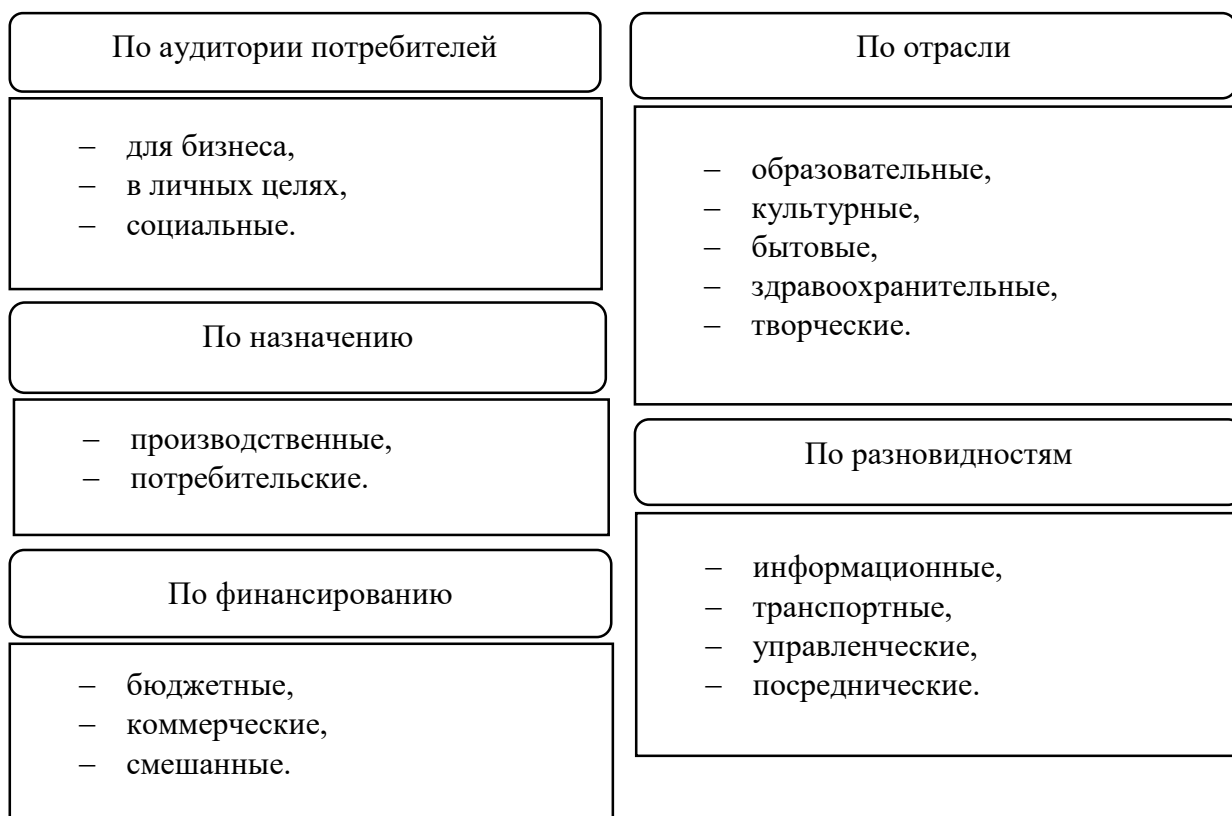 По аудитории потребителей
– для бизнеса,
– в личных целях,
– социальные.
По назначению
– производственные,
– потребительские.
По финансированию
– бюджетные,
– коммерческие,
– смешанные.
По отрасли
– образовательные,
– культурные,
– бытовые,
– здравоохранительные,
– творческие.
По разновидностям
– информационные,
– транспортные,
– управленческие,
– посреднические.